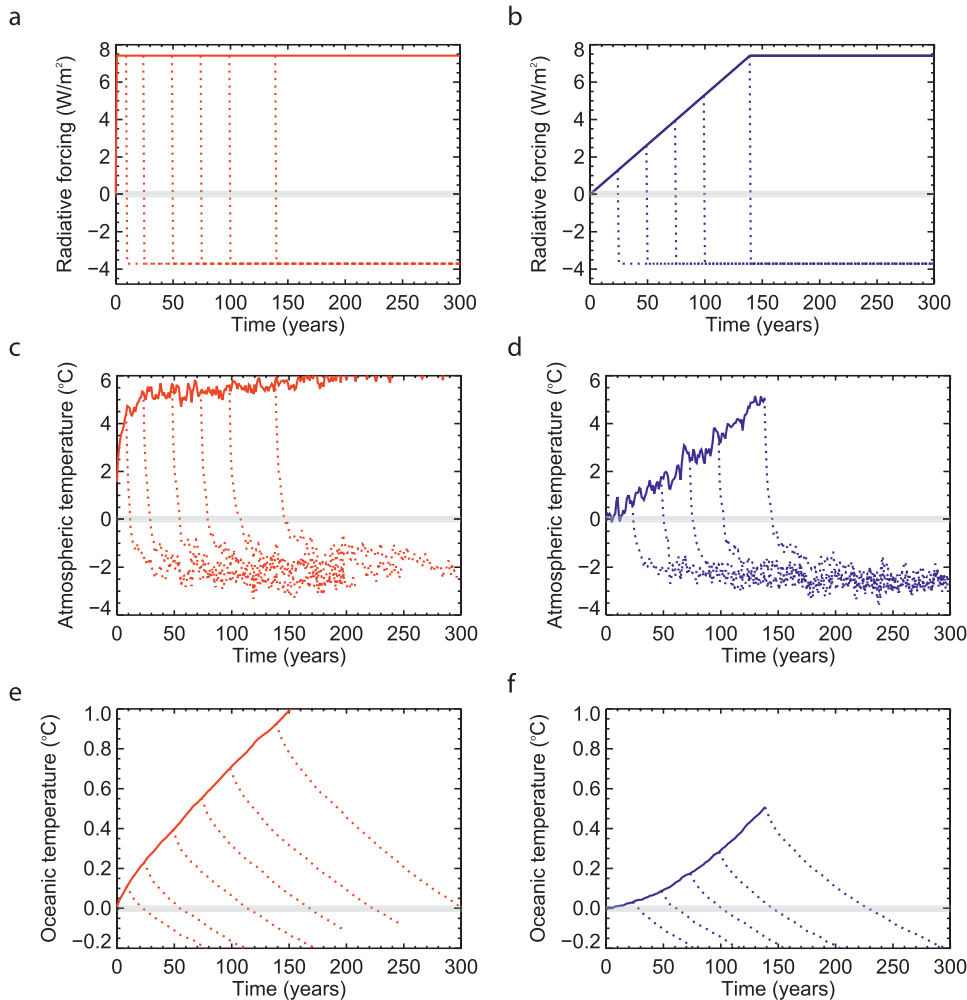 a
Radiative forcing (W/m²)
8
6
4
2
0
−2
−4
0 50 100 150 200 250 300
Time (years)
b
Radiative forcing (W/m²)
8
6
4
2
0
−2
−4
0 50 100 150 200 250 300
Time (years)
c
Atmospheric temperature (°C)
6
4
2
0
−2
−4
0 50 100 150 200 250 300
Time (years)
d
Atmospheric temperature (°C)
6
4
2
0
−2
−4
0 50 100 150 200 250 300
Time (years)
e
Oceanic temperature (°C)
1.0
0.8
0.6
0.4
0.2
0.0
−0.2
0 50 100 150 200 250 300
Time (years)
f
Oceanic temperature (°C)
1.0
0.8
0.6
0.4
0.2
0.0
−0.2
0 50 100 150 200 250 300
Time (years)